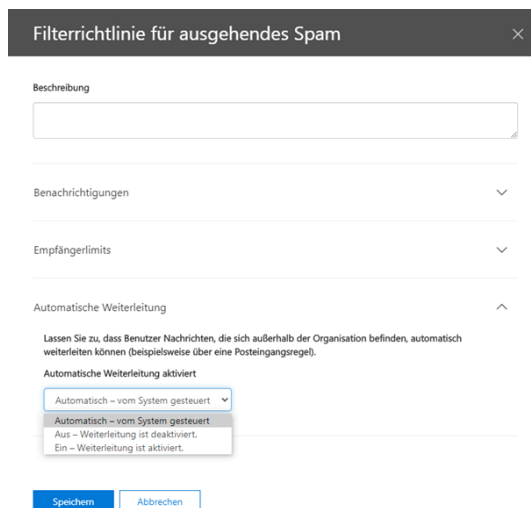 Filterrichtlinie für ausgehendes Spam
Beschreibung
Benachrichtigungen
Empfängerlimits
Automatische Weiterleitung
Lassen Sie zu, dass Benutzer Nachrichten, die sich außerhalb der Organisation befinden, automatisch
weiterleiten können (beispielsweise über eine Posteingangsregel).
Automatische Weiterleitung aktiviert
Automatisch – vom System gesteuert
Automatisch – vom System gesteuert
Aus – Weiterleitung ist deaktiviert.
Ein – Weiterleitung ist aktiviert.
Speichern
Abbrechen